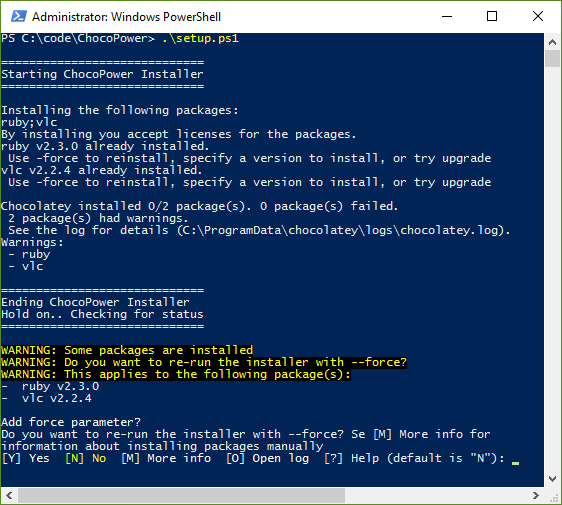 Administrator: Windows PowerShell
PS C:\code\ChocoPower> .\setup.ps1
==============================
Starting ChocoPower Installer
==============================
Installing the following packages:
ruby;vlc
By installing you accept licenses for the packages.
ruby v2.3.0 already installed.
 Use -force to reinstall, specify a version to install, or try upgrade
vlc v2.2.4 already installed.
 Use -force to reinstall, specify a version to install, or try upgrade
Chocolatey installed 0/2 package(s). 0 package(s) failed.
 2 package(s) had warnings.
 See the log for details (C:\ProgramData\chocolatey\logs\chocolatey.log).
Warnings:
 - ruby
 - vlc
==============================
Ending ChocoPower Installer
Hold on.. Checking for status
==============================
WARNING: Some packages are installed
WARNING: Do you want to re-run the installer with --force?
WARNING: This applies to the following package(s):
-  ruby v2.3.0
-  vlc v2.2.4
Add force parameter?
Do you want to re-run the installer with --force? Se [M] More info for
information about installing packages manually
[Y] Yes  [N] No  [M] More info  [O] Open log  [?] Help (default is "N"):